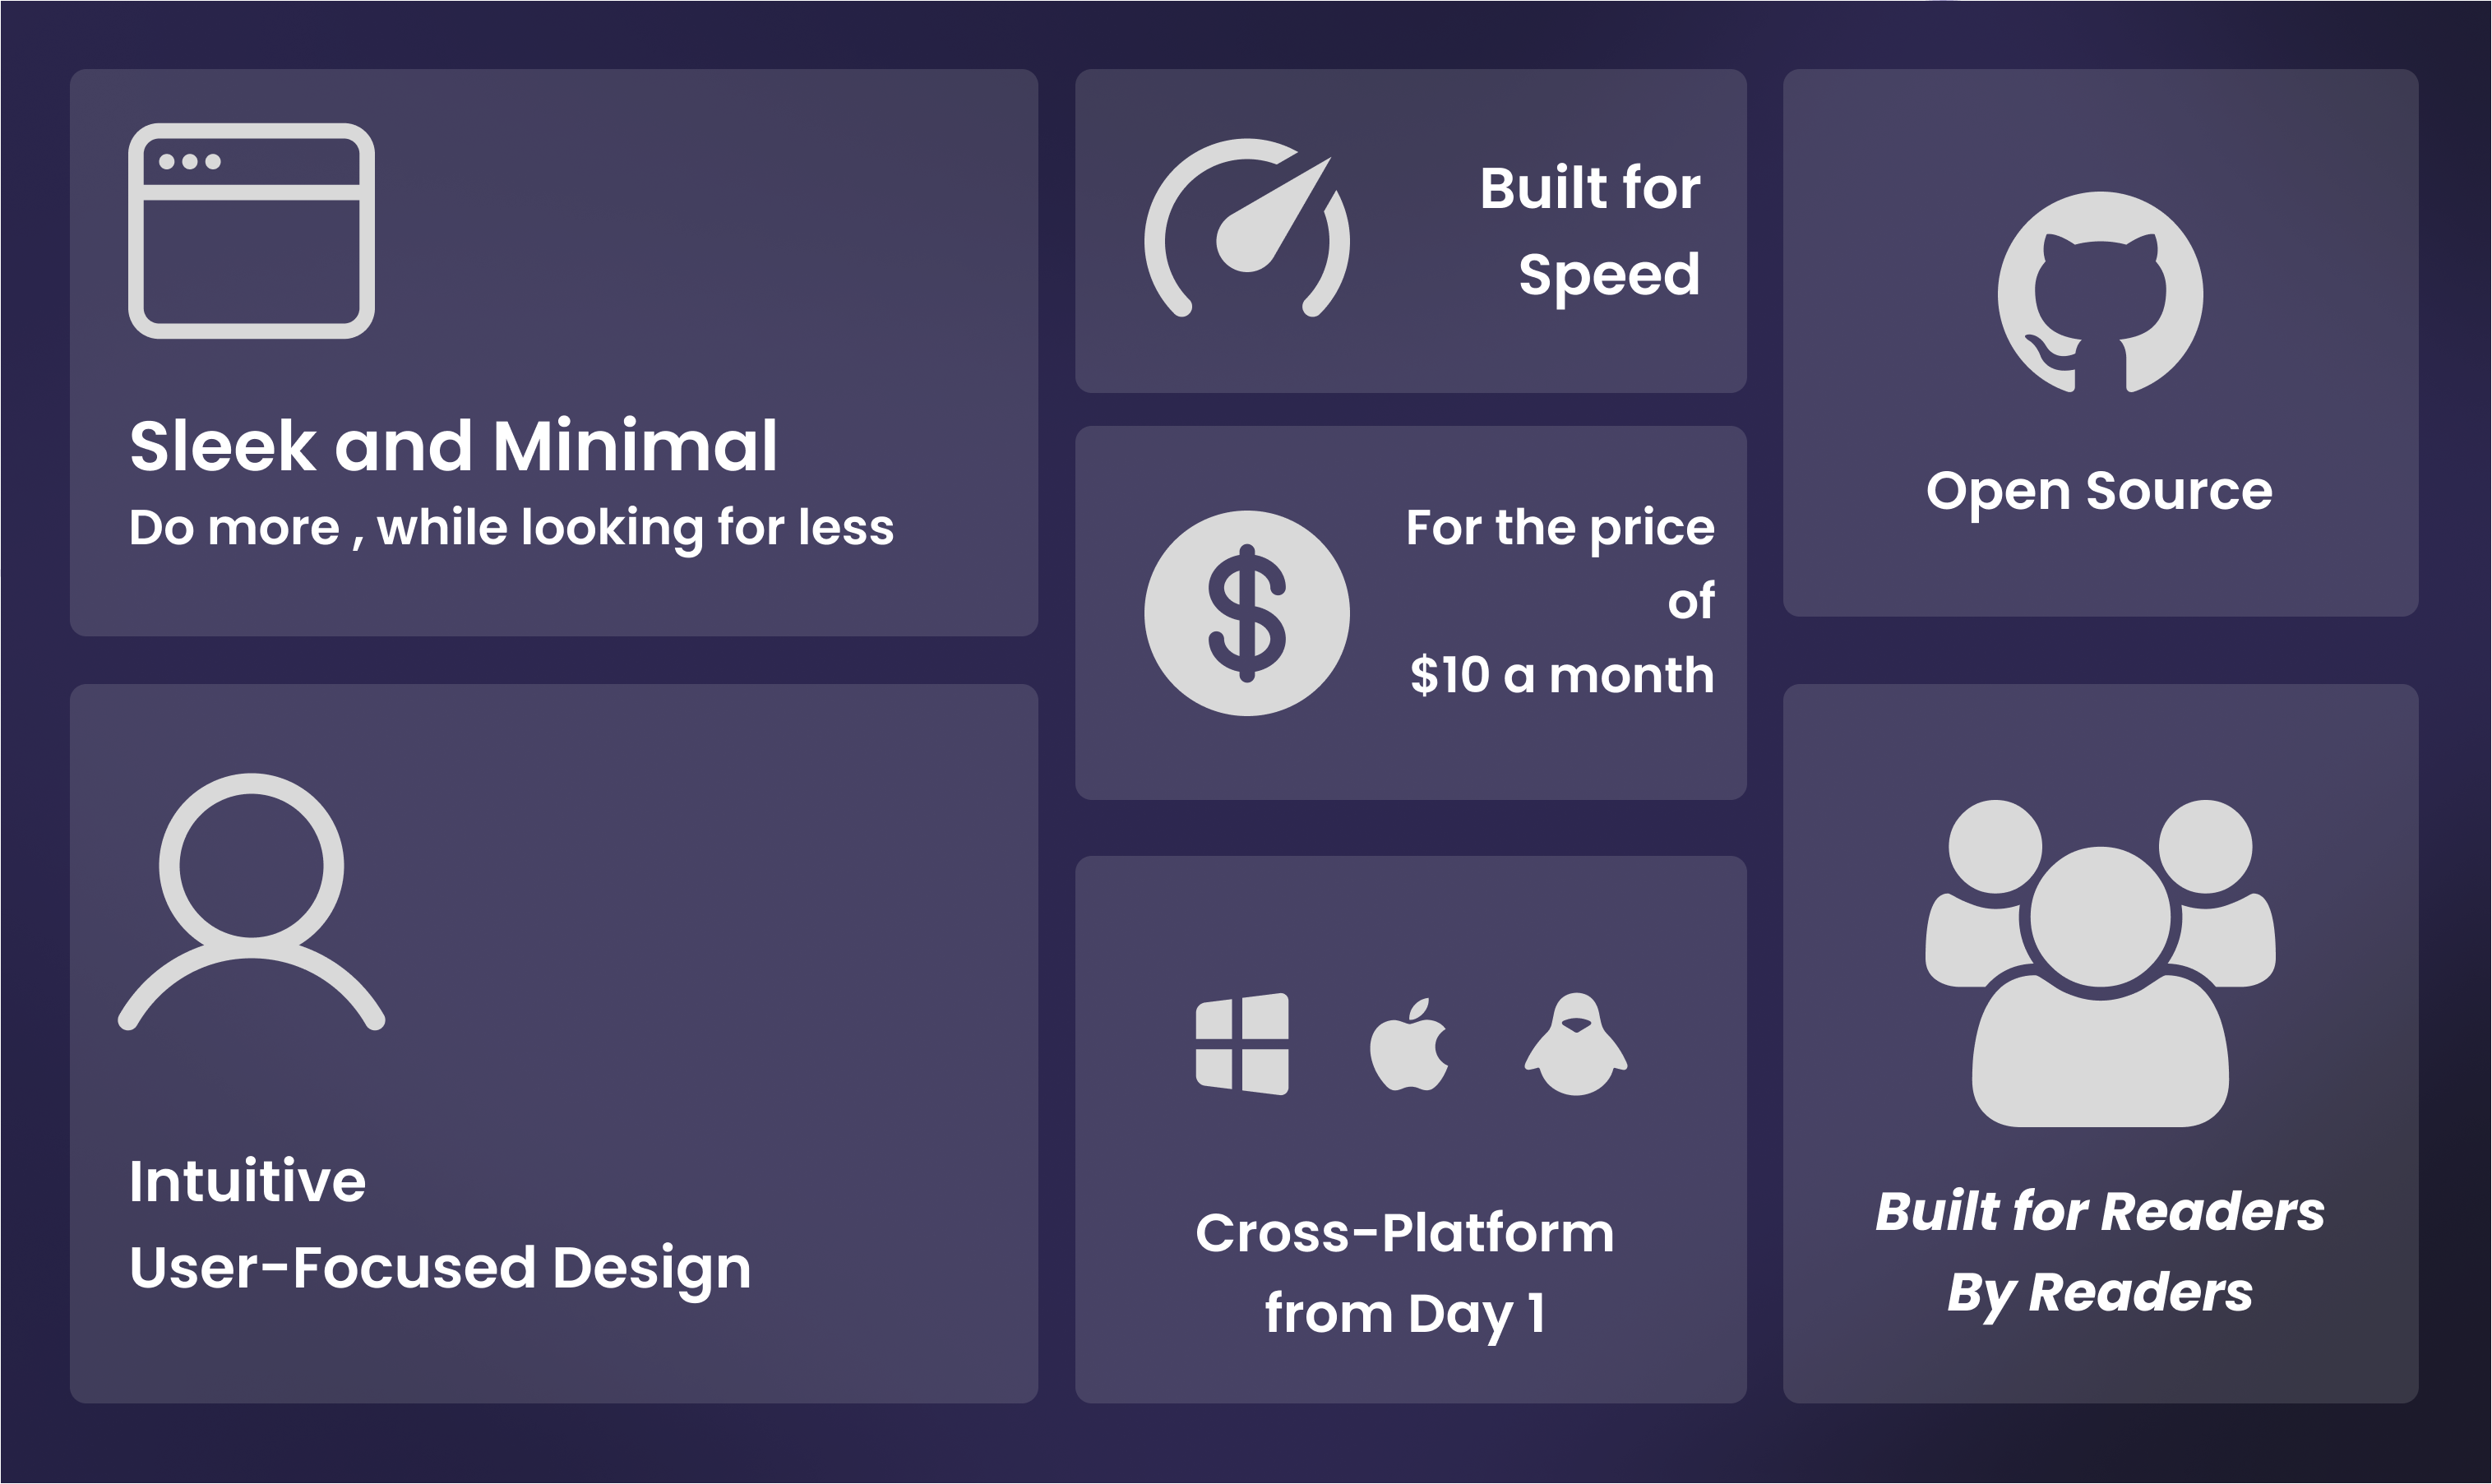 Sleek and Minimal
Do more , while looking for less
Built for
Speed
Open Source
For the price
of
$10 a month
Intuitive
User-Focused Design
Cross-Platform
from Day 1
Built for Readers
By Readers